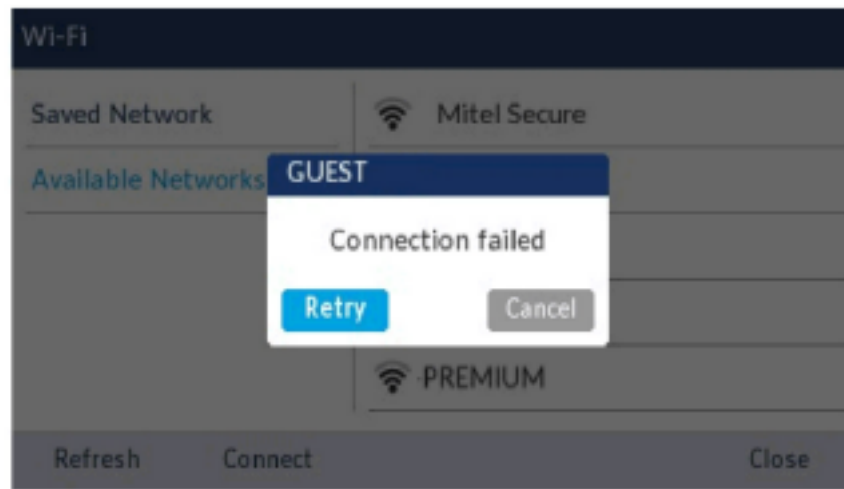 Wi-Fi
Saved Network
Mitel Secure
Available Networks
GUEST
Connection failed
Retry
Cancel
PREMIUM
Refresh
Connect
Close